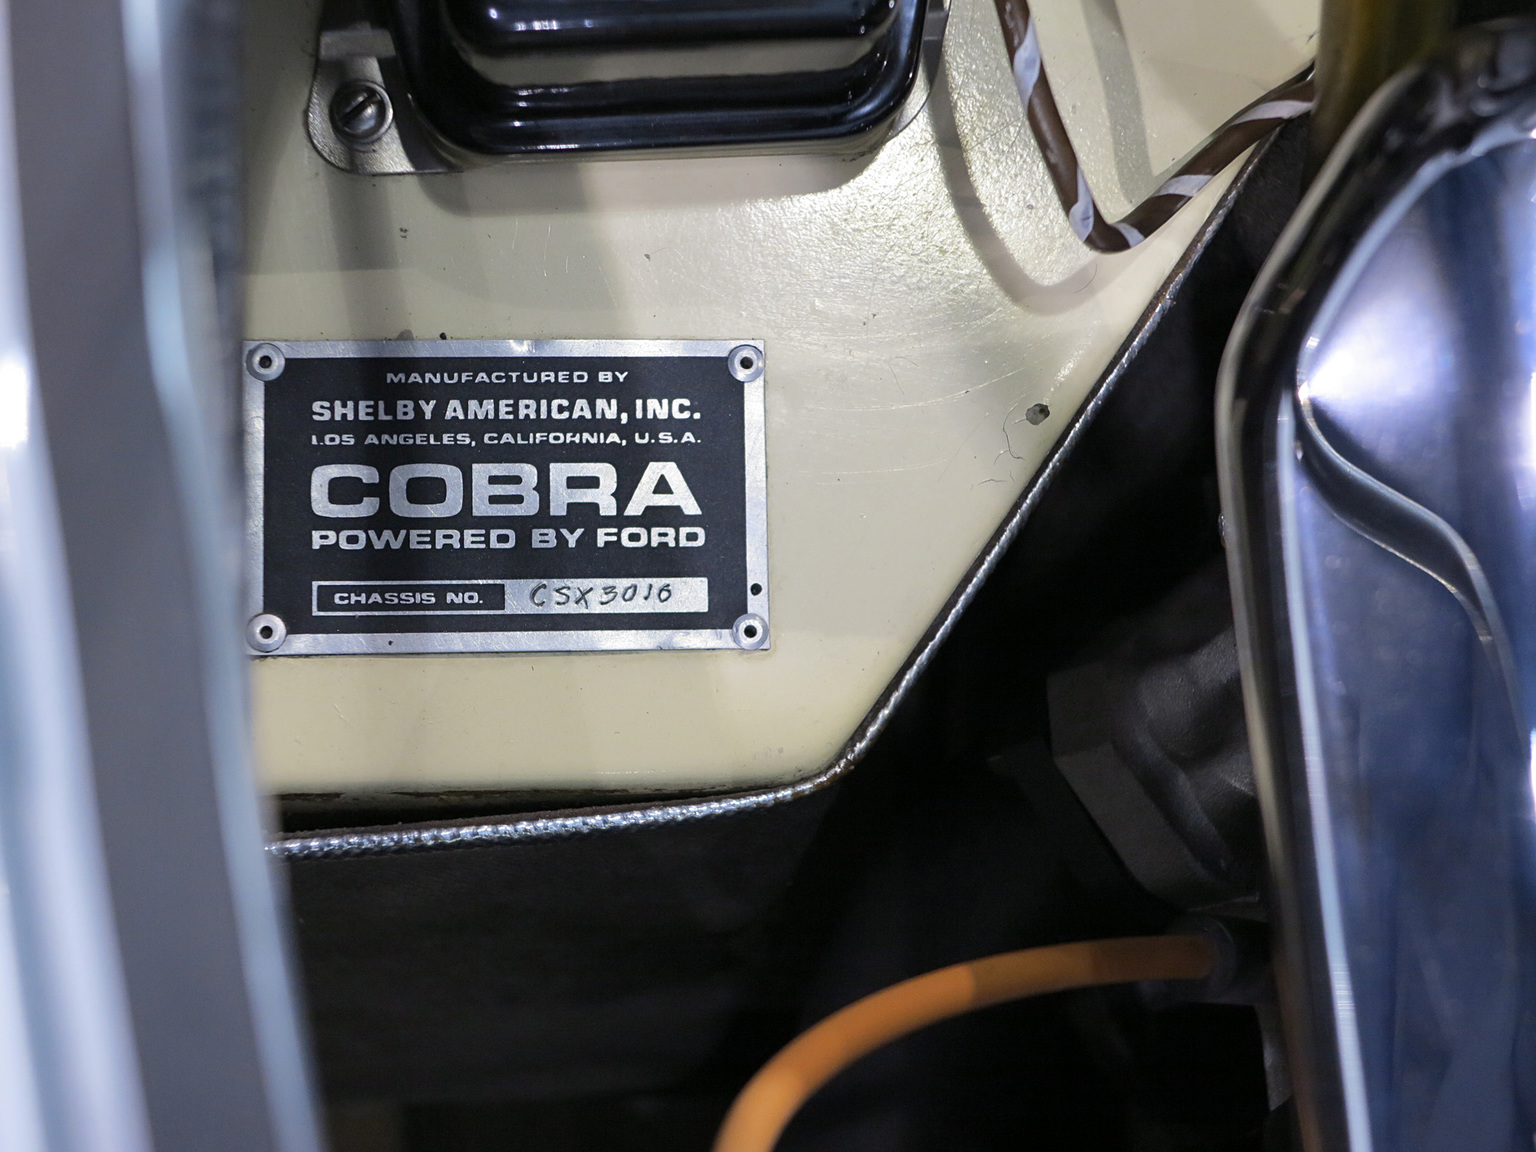 MANUFACTURED BY
SHELBY AMERICAN, INC.
LOS ANGELES, CALIFORNIA, U.S.A.
COBRA
POWERED BY FORD
CHASSIS NO. CSX3016